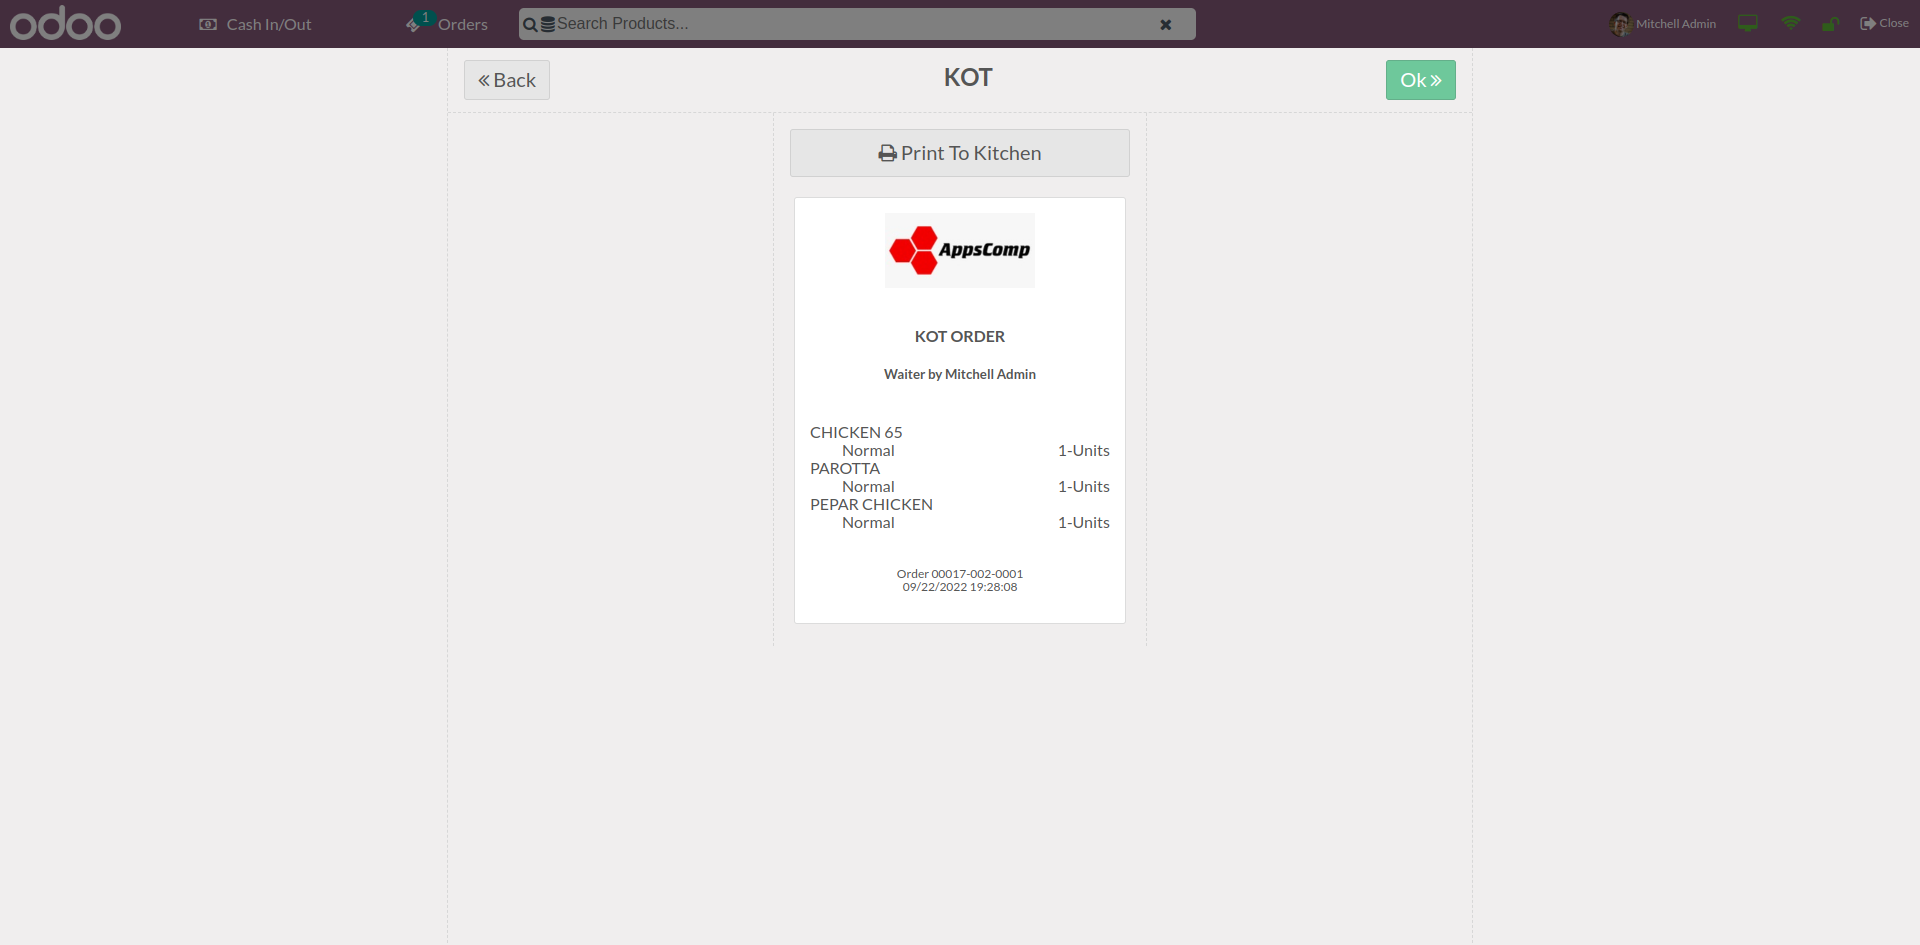 odoo
Cash In/Out
1
Orders
Search Products...
Mitchell Admin
Close
Back
KOT
Ok
Print To Kitchen
AppsComp
KOT ORDER
Waiter by Mitchell Admin
CHICKEN 65
Normal 1-Units
PAROTTA
Normal 1-Units
PEPAR CHICKEN
Normal 1-Units
Order 00017-002-0001
09/22/2022 19:28:08